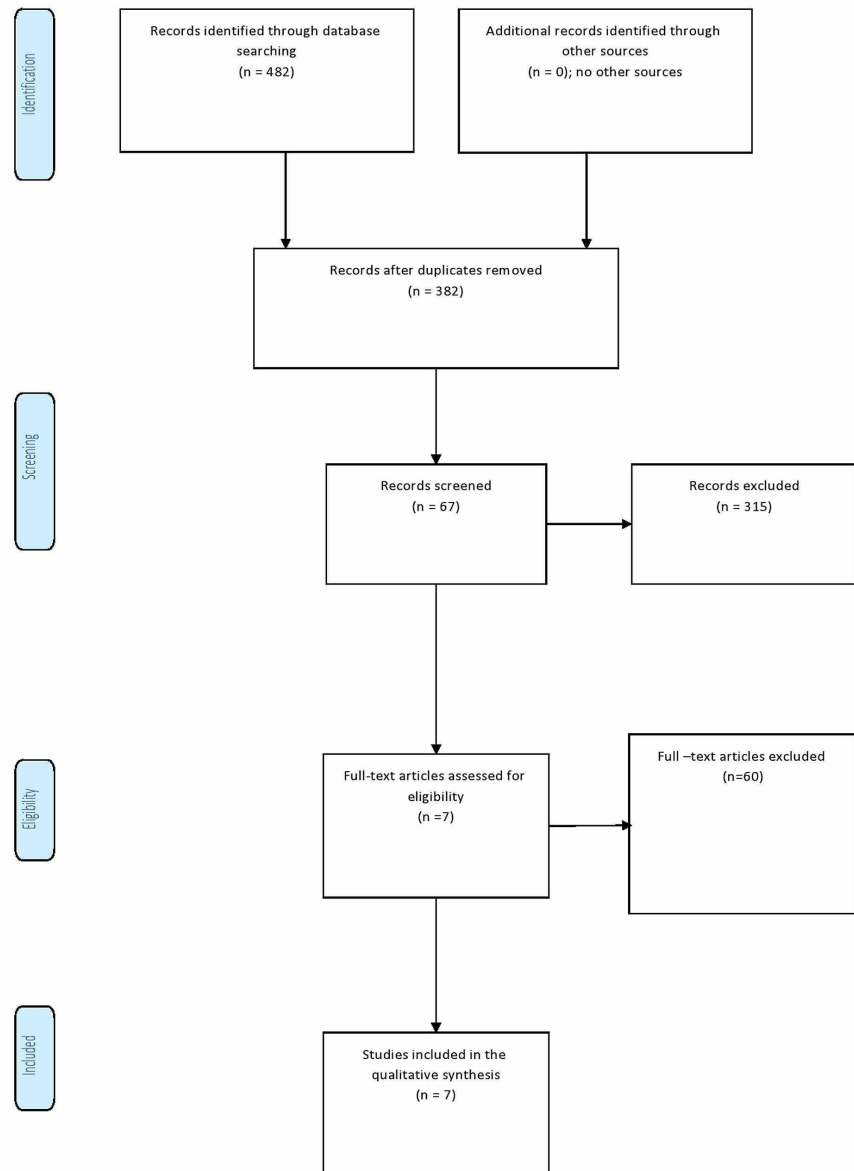 Identification
Records identified through database
searching
(n = 482)
Additional records identified through
other sources
(n = 0); no other sources
Records after duplicates removed
(n = 382)
Screening
Records screened
(n = 67)
Records excluded
(n = 315)
Eligibility
Full-text articles assessed for
eligibility
(n =7)
Full –text articles excluded
(n=60)
Included
Studies included in the
qualitative synthesis
(n = 7)